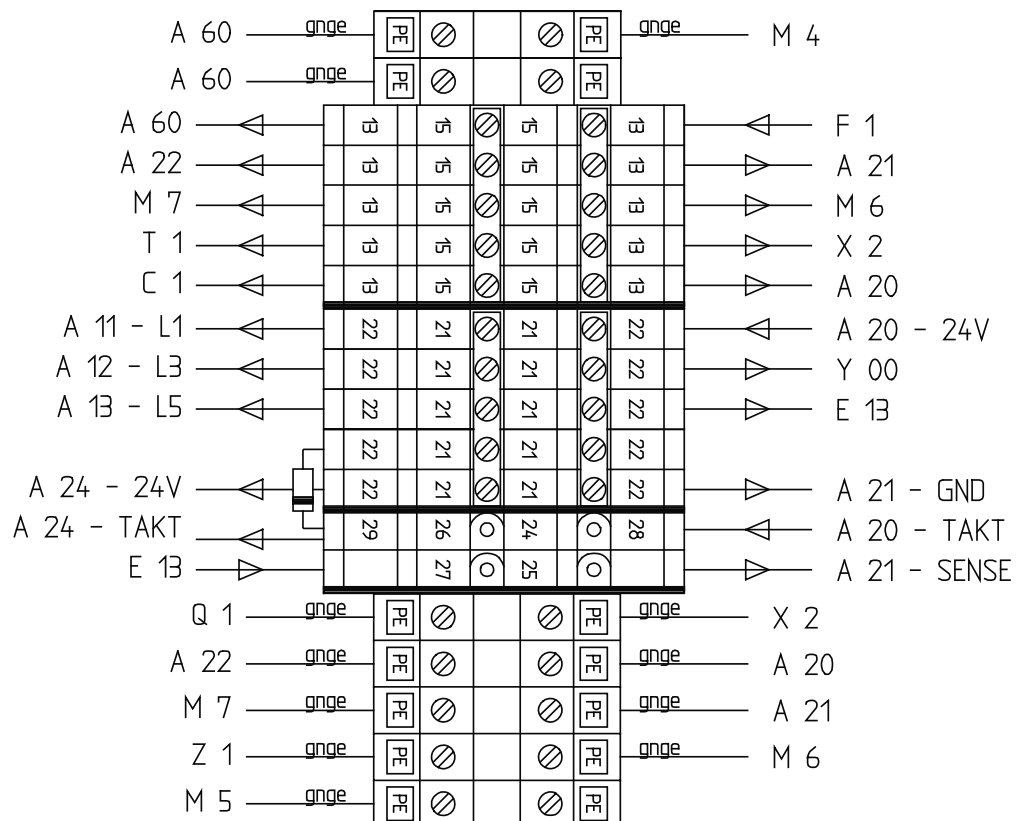 A 60 gnge PE PE gnge M 4
A 60 gnge PE PE
A 60 13 15 15 13 F 1
A 22 13 15 15 13 A 21
M 7 13 15 15 13 M 6
T 1 13 15 15 13 X 2
C 1 13 15 15 13 A 20
A 11 - L1 22 21 21 22 A 20 - 24V
A 12 - L3 22 21 21 22 Y 00
A 13 - L5 22 21 21 22 E 13
22 21 21 22
A 24 - 24V 22 21 21 22 A 21 - GND
A 24 - TAKT 29 26 24 28 A 20 - TAKT
E 13 27 25 A 21 - SENSE
Q 1 gnge PE PE gnge X 2
A 22 gnge PE PE gnge A 20
M 7 gnge PE PE gnge A 21
Z 1 gnge PE PE gnge M 6
M 5 gnge PE PE